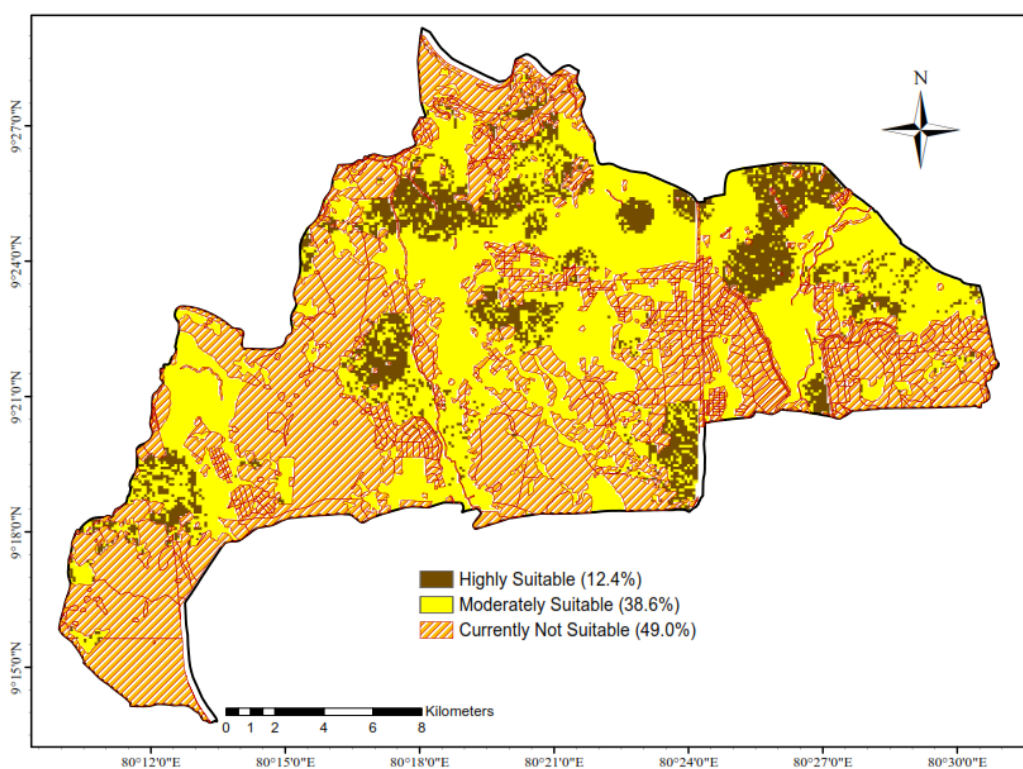 N
9°27'0"N
9°24'0"N
9°21'0"N
9°18'0"N
9°15'0"N
Highly Suitable (12.4%)
Moderately Suitable (38.6%)
Currently Not Suitable (49.0%)
Kilometers
0 1 2 4 6 8
80°12'0"E 80°15'0"E 80°18'0"E 80°21'0"E 80°24'0"E 80°27'0"E 80°30'0"E